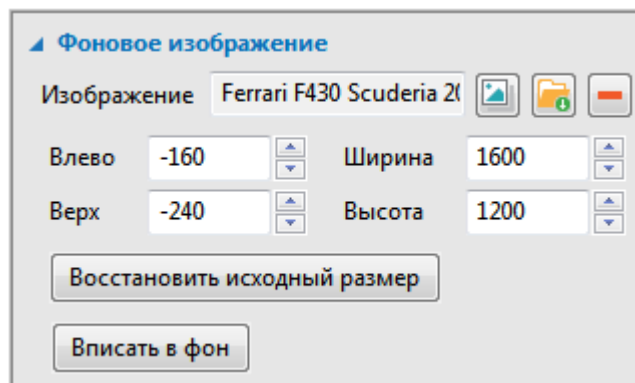 Фоновое изображение
Изображение Ferrari F430 Scuderia 20
Влево -160 Ширина 1600
Верх -240 Высота 1200
Восстановить исходный размер
Вписать в фон